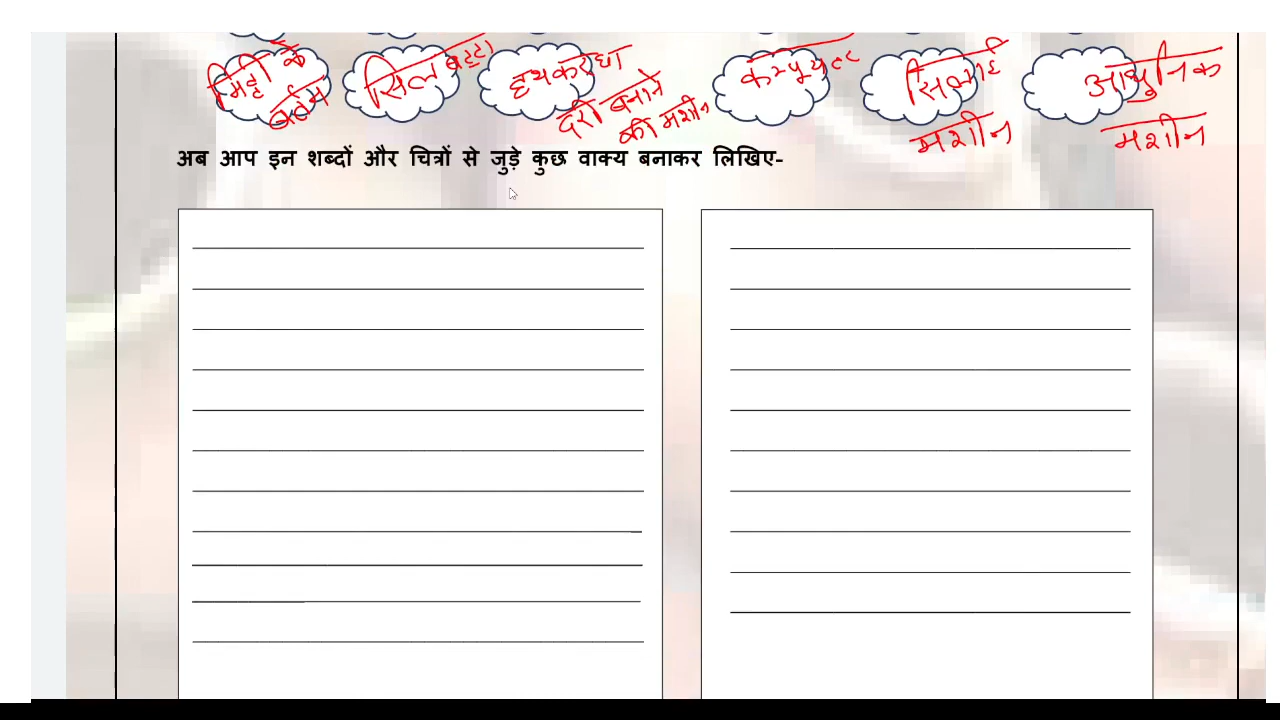 मिट्टी के बर्तन
सिल बट्टा
हथकरघा
दरी बनाने की मशीन
कम्प्यूटर
सिलाई मशीन
आधुनिक मशीन
अब आप इन शब्दों और चित्रों से जुड़े कुछ वाक्य बनाकर लिखिए-